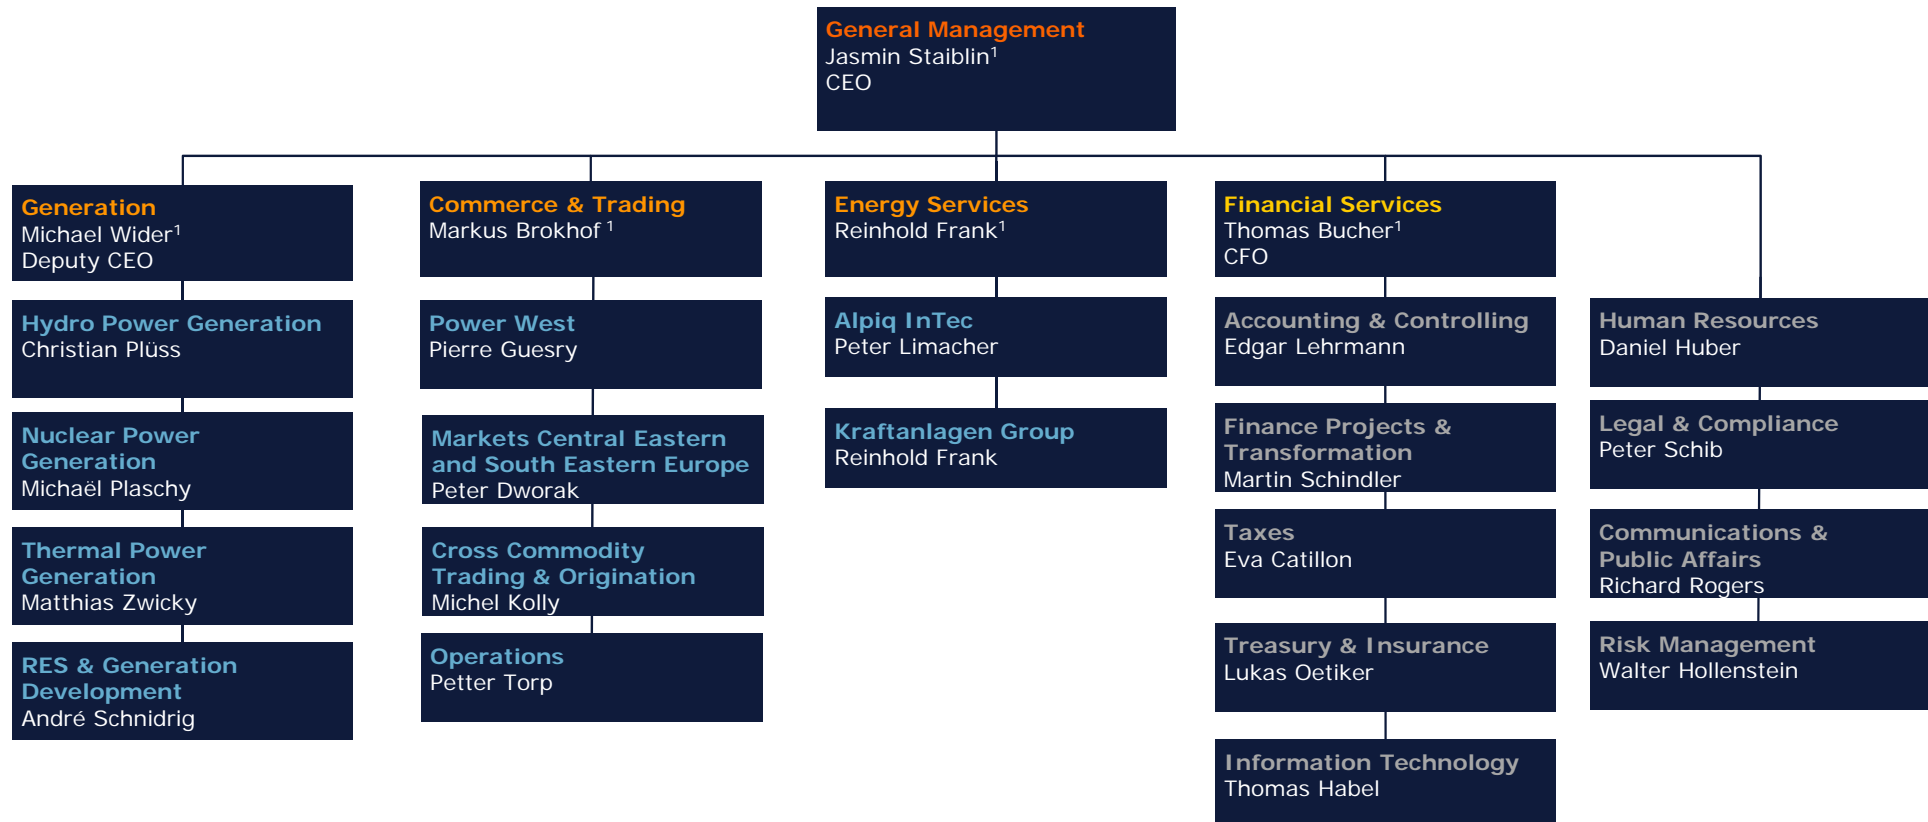 General Management
Jasmin Staiblin¹
CEO
Generation
Michael Wider¹
Deputy CEO
Hydro Power Generation
Christian Plüss
Nuclear Power
Generation
Michaël Plaschy
Thermal Power
Generation
Matthias Zwicky
RES & Generation
Development
André Schnidrig
Commerce & Trading
Markus Brokhof ¹
Power West
Pierre Guesry
Markets Central Eastern
and South Eastern Europe
Peter Dworak
Cross Commodity
Trading & Origination
Michel Kolly
Operations
Petter Torp
Energy Services
Reinhold Frank¹
Alpiq InTec
Peter Limacher
Kraftanlagen Group
Reinhold Frank
Financial Services
Thomas Bucher¹
CFO
Accounting & Controlling
Edgar Lehrmann
Finance Projects &
Transformation
Martin Schindler
Taxes
Eva Catillon
Treasury & Insurance
Lukas Oetiker
Information Technology
Thomas Habel
Human Resources
Daniel Huber
Legal & Compliance
Peter Schib
Communications &
Public Affairs
Richard Rogers
Risk Management
Walter Hollenstein